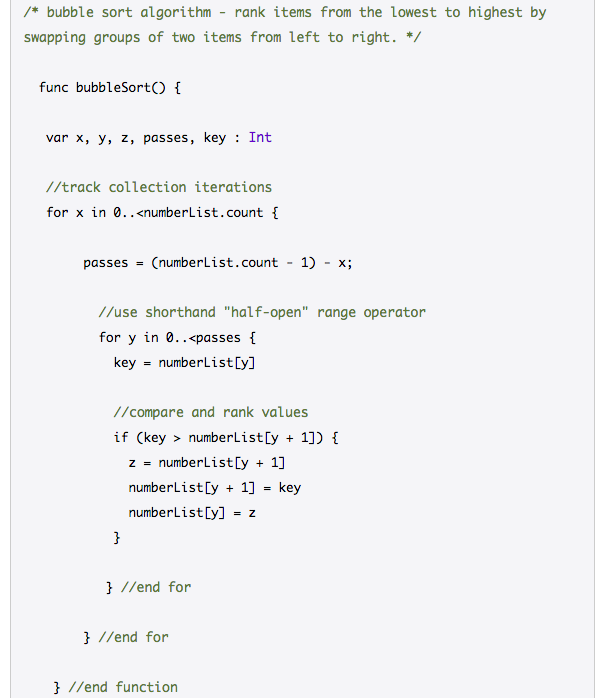 /* bubble sort algorithm - rank items from the lowest to highest by
swapping groups of two items from left to right. */
func bubbleSort() {
var x, y, z, passes, key : Int
//track collection iterations
for x in 0..<numberList.count {
passes = (numberList.count - 1) - x;
//use shorthand "half-open" range operator
for y in 0..<passes {
key = numberList[y]
//compare and rank values
if (key > numberList[y + 1]) {
z = numberList[y + 1]
numberList[y + 1] = key
numberList[y] = z
}
} //end for
} //end for
} //end function